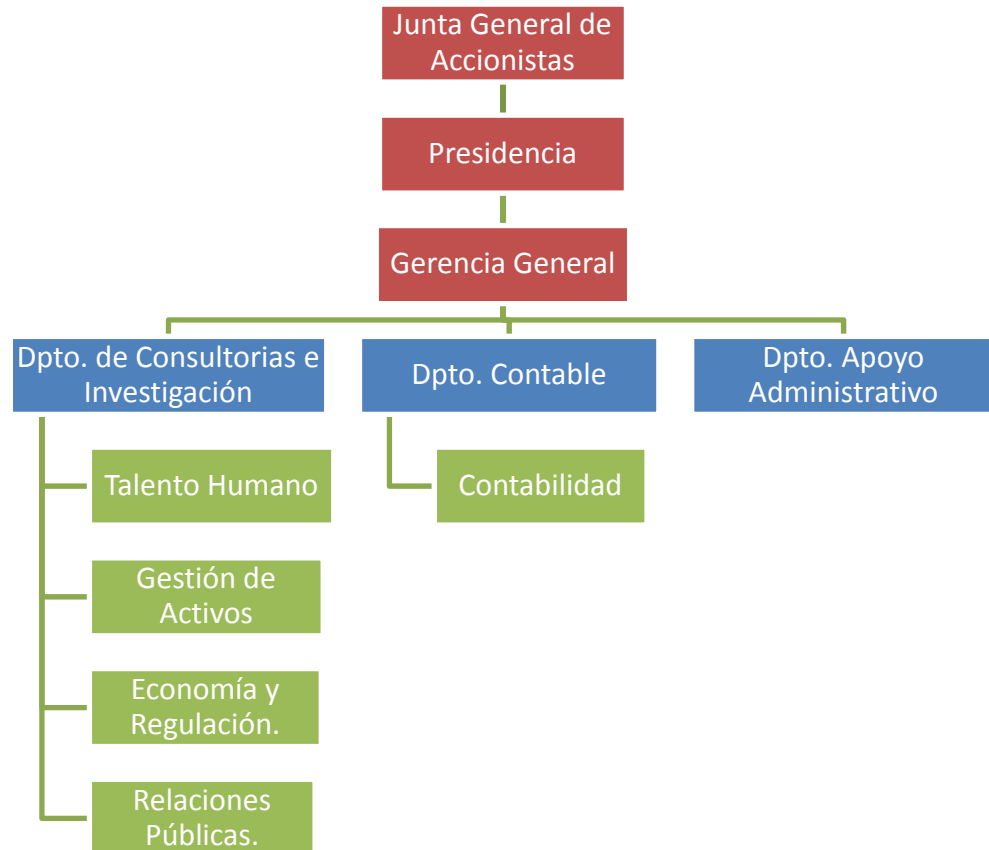 Junta General de
Accionistas
Presidencia
Gerencia General
Dpto. de Consultorias e
Investigación
Dpto. Contable
Dpto. Apoyo
Administrativo
Talento Humano
Contabilidad
Gestión de
Activos
Economía y
Regulación.
Relaciones
Públicas.